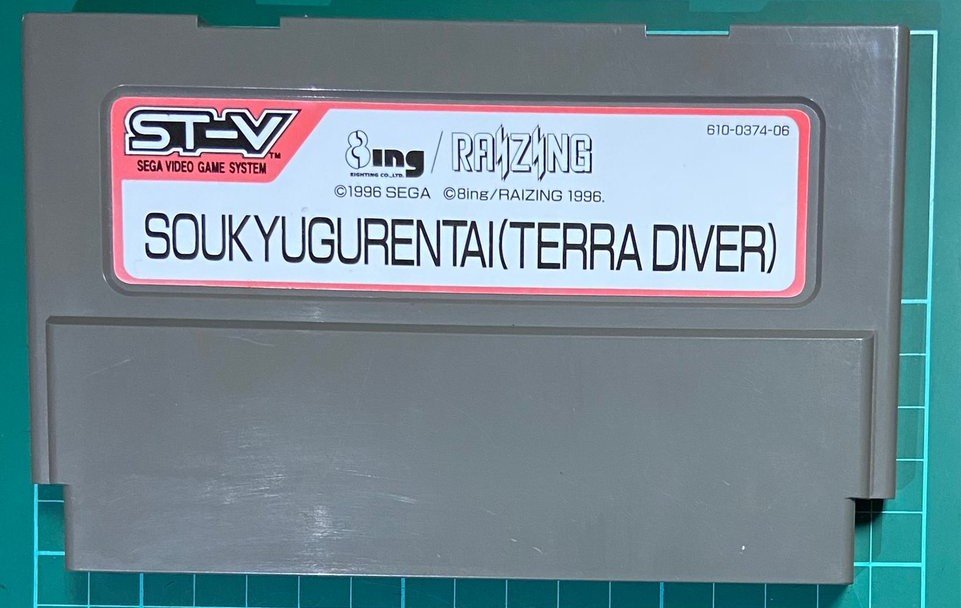 ST-V™
SEGA VIDEO GAME SYSTEM
8ing / RAIZING
EIGHTING CO.,LTD.
610-0374-06
©1996 SEGA ©8ing/RAIZING 1996.
SOUKYUGURENTAI(TERRA DIVER)